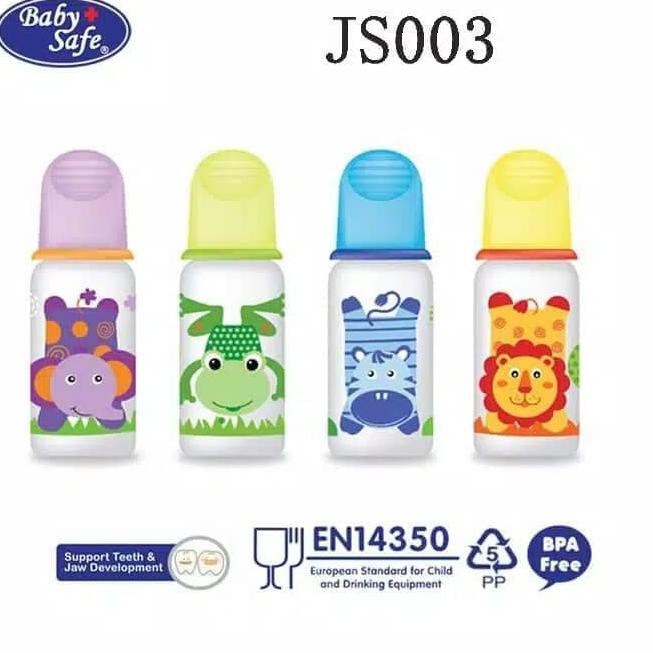 Baby
Safe®
JS003
Support Teeth &
Jaw Development
EN14350
European Standard for Child
and Drinking Equipment
5
PP
BPA
Free